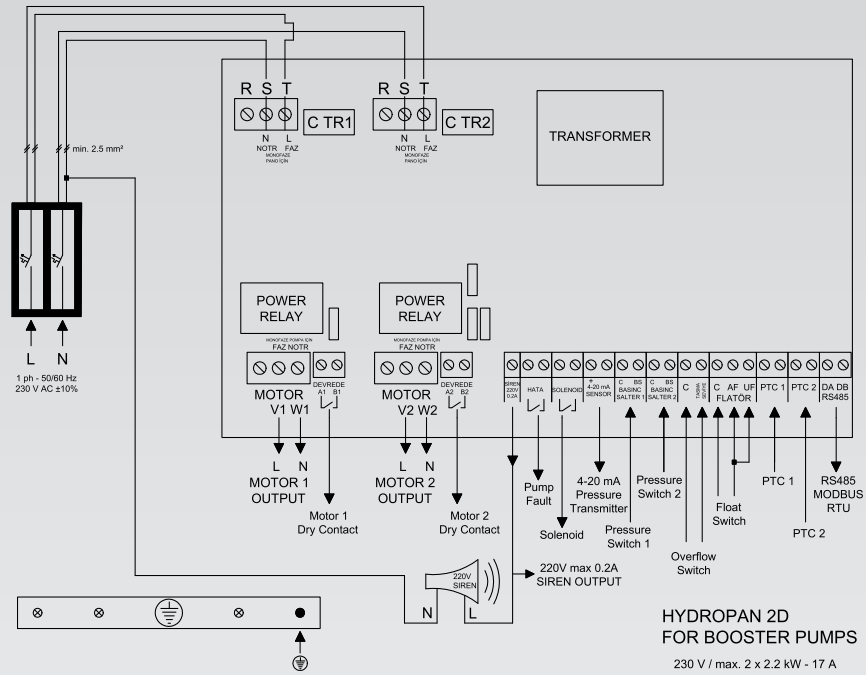 R S T
R S T
C TR1
C TR2
TRANSFORMER
N L
NOTR FAZ
MONOFAZE
PANO İÇİN
N L
NOTR FAZ
MONOFAZE
PANO İÇİN
min. 2.5 mm²
POWER
RELAY
POWER
RELAY
L N
1 ph - 50/60 Hz
230 V AC ±10%
MONOFAZE POMPA İÇİN
FAZ NOTR
MONOFAZE POMPA İÇİN
FAZ NOTR
MOTOR
V1 W1
DEVREDE
A1 B1
MOTOR
V2 W2
DEVREDE
A2 B2
SİREN
220V
0.2A
HATA
SOLENOID
+
4-20 mA
SENSOR
C BS
BASINC
SALTER 1
C BS
BASINC
SALTER 2
C
TAŞMA
SEVİYE
C AF UF
FLATÖR
PTC 1
PTC 2
DA DB
RS485
L N
MOTOR 1
OUTPUT
L N
MOTOR 2
OUTPUT
Motor 1
Dry Contact
Motor 2
Dry Contact
Pump
Fault
Solenoid
4-20 mA
Pressure
Transmitter
Pressure
Switch 1
Pressure
Switch 2
Overflow
Switch
Float
Switch
PTC 1
PTC 2
RS485
MODBUS
RTU
220V
SIREN
N L
220V max 0.2A
SIREN OUTPUT
HYDROPAN 2D
FOR BOOSTER PUMPS
230 V / max. 2 x 2.2 kW - 17 A